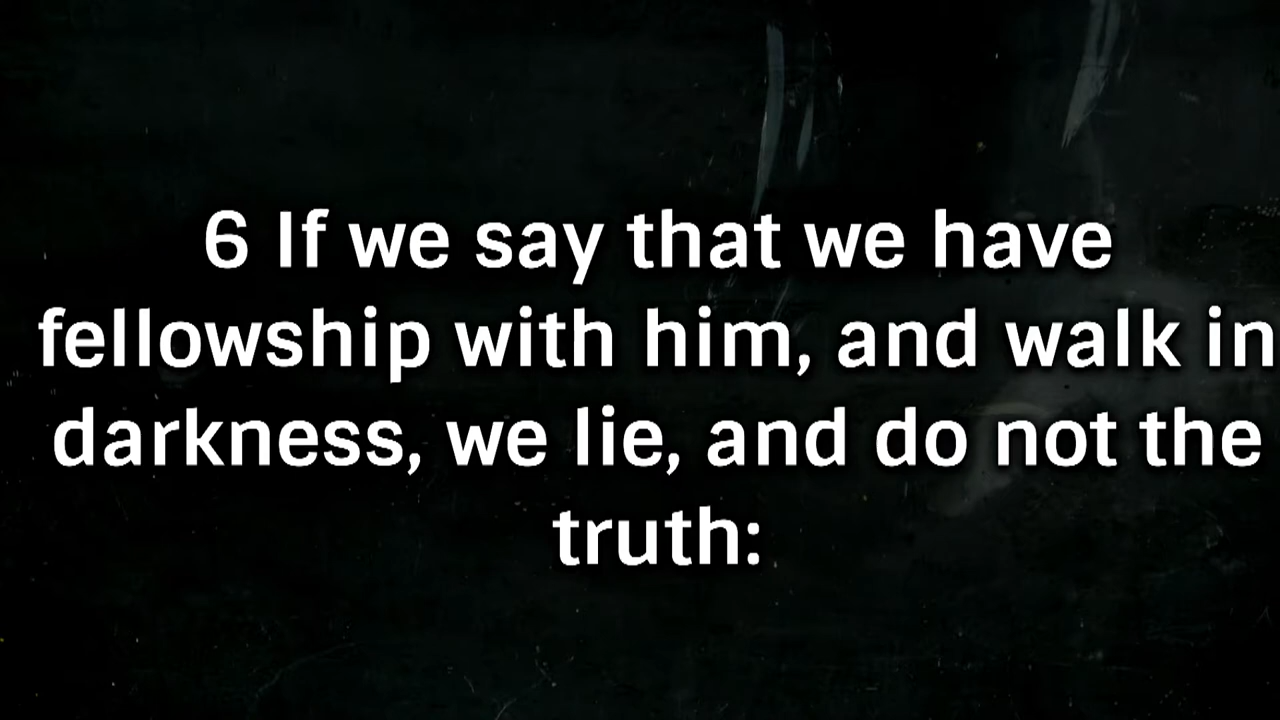 6 If we say that we have
fellowship with him, and walk in
darkness, we lie, and do not the
truth: